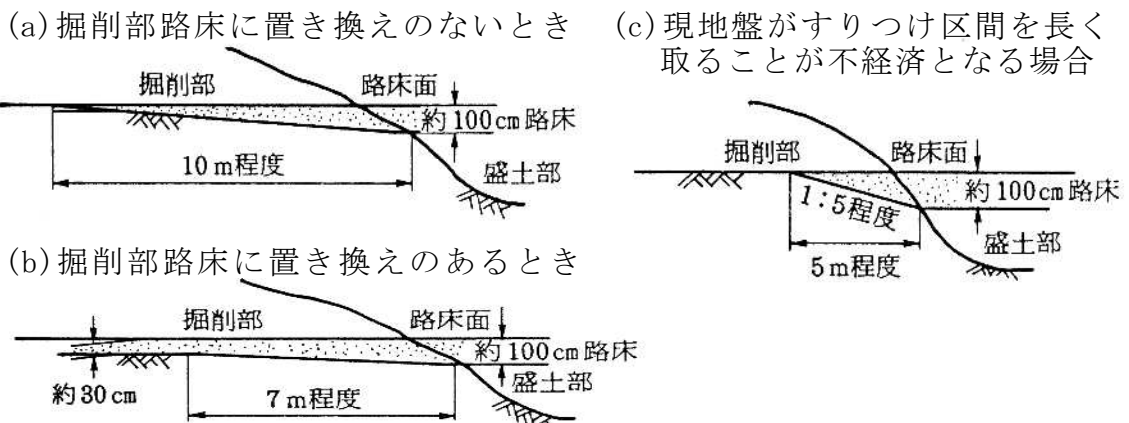 (a)掘削部路床に置き換えのないとき
掘削部
路床面
約100cm路床
10m程度
盛土部
(b)掘削部路床に置き換えのあるとき
掘削部
路床面
約100cm路床
約30cm
7m程度
盛土部
(c)現地盤がすりつけ区間を長く
取ることが不経済となる場合
掘削部
路床面
約100cm路床
1:5程度
5m程度
盛土部